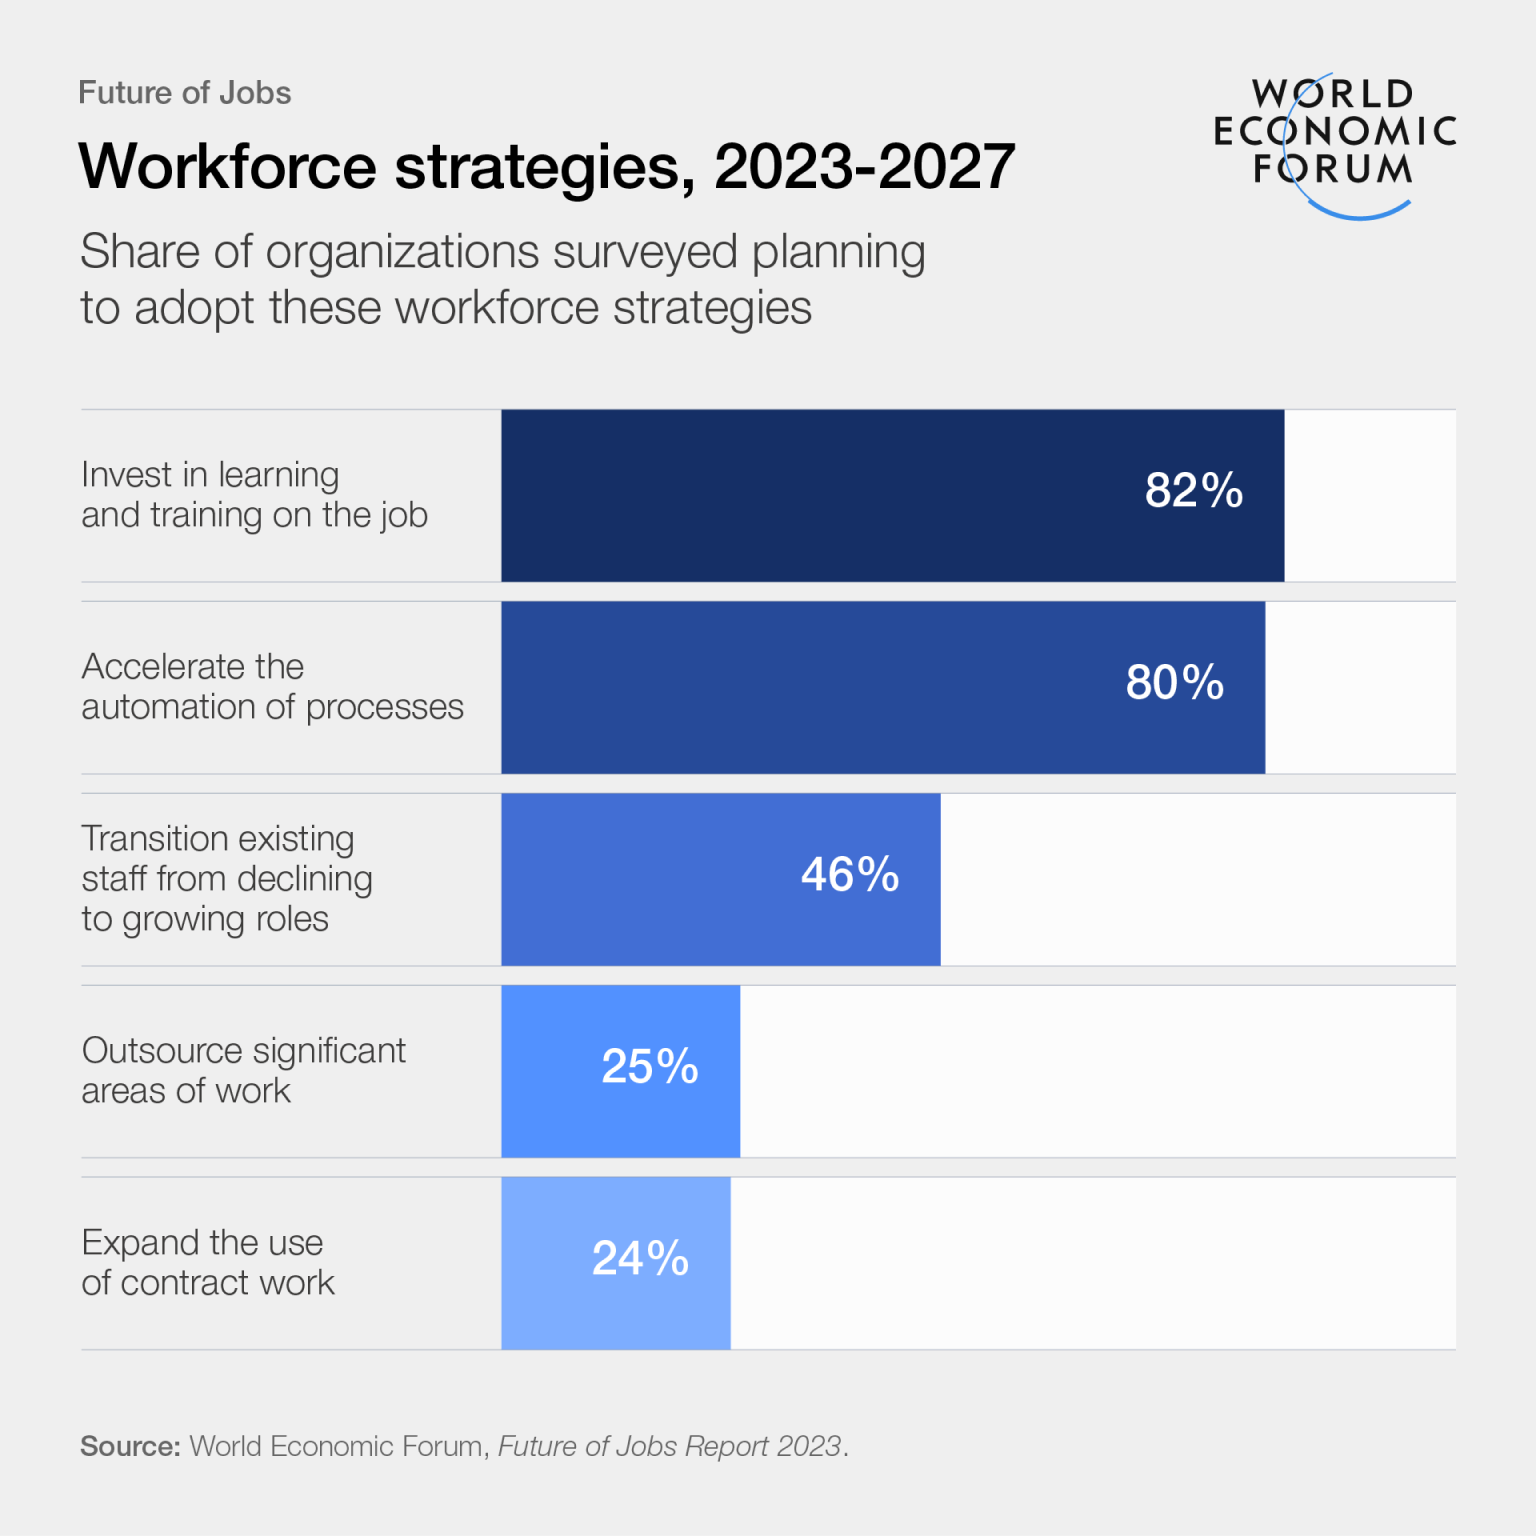 Future of Jobs
Workforce strategies, 2023-2027
Share of organizations surveyed planning
to adopt these workforce strategies
WORLD
ECONOMIC
FORUM
Invest in learning
and training on the job
82%
Accelerate the
automation of processes
80%
Transition existing
staff from declining
to growing roles
46%
Outsource significant
areas of work
25%
Expand the use
of contract work
24%
Source: World Economic Forum, Future of Jobs Report 2023.